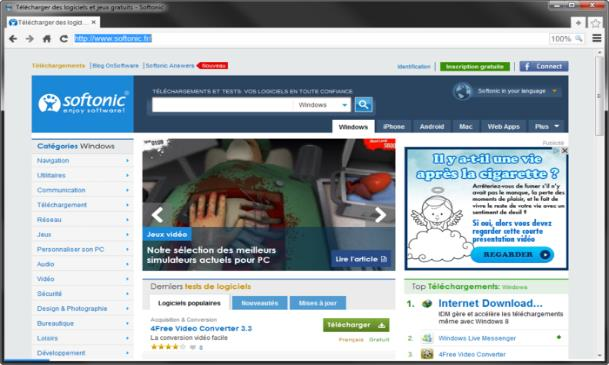 Télécharger des logiciels et jeux gratuits - Softonic
Télécharger des logici...
http://www.softonic.fr/
100%
Téléchargements | Blog OnSoftware | Softonic Answers Nouveau
Identification | Inscription gratuite | f Connect
softonic
enjoy software!
TÉLÉCHARGEMENTS ET TESTS: VOS LOGICIELS EN TOUTE CONFIANCE.
Windows
Softonic in your language
Windows iPhone Android Mac Web Apps Plus
Catégories Windows
Navigation
Utilitaires
Communication
Téléchargement
Réseau
Jeux
Personnaliser son PC
Audio
Vidéo
Sécurité
Design & Photographie
Bureautique
Loisirs
Développement
Jeux vidéo
Notre sélection des meilleurs
simulateurs actuels pour PC
Lire l'article
Publicité
Il y a-t-il une vie
après la cigarette ?
Arrêteriez-vous de fumer s'il n'y
avait pas le manque, la perte des
moments de plaisir, et le fait de
vivre le reste de votre vie avec un
sentiment de deuil ?
Si oui, alors vous devez
regarder cette courte
présentation vidéo
REGARDER
Derniers tests de logiciels
Logiciels populaires Nouveautés Mises à jour
Acquisition & Conversion
4Free Video Converter 3.3
La conversion vidéo facile
8
Télécharger
Français Gratuit
Top Téléchargements: Windows
1. Internet Download...
IDM gère et accélère les téléchargements
même avec Windows 8
2. Windows Live Messenger
3. 4Free Video Converter